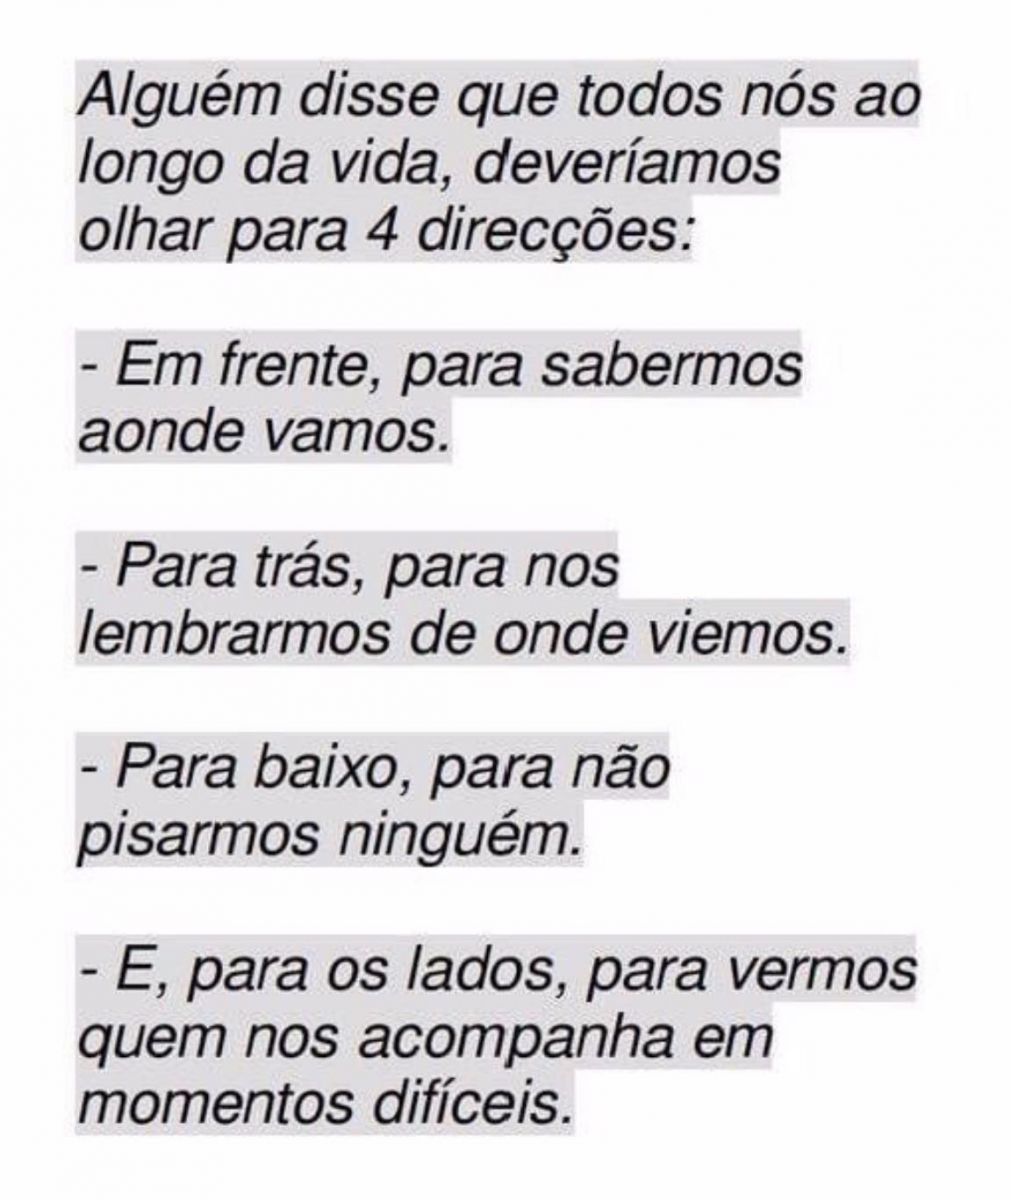 Alguém disse que todos nós ao
longo da vida, deveríamos
olhar para 4 direcções:
- Em frente, para sabermos
aonde vamos.
- Para trás, para nos
lembrarmos de onde viemos.
- Para baixo, para não
pisarmos ninguém.
- E, para os lados, para vermos
quem nos acompanha em
momentos difíceis.